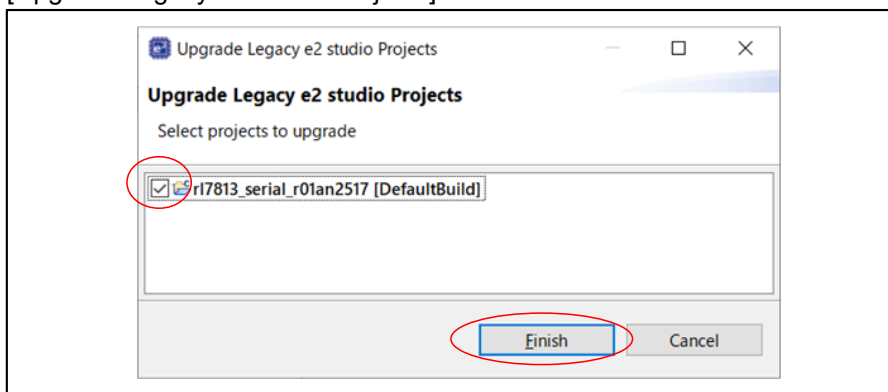 Upgrade Legacy e2 studio Projects
Upgrade Legacy e2 studio Projects
Select projects to upgrade
rl7813_serial_r01an2517 [DefaultBuild]
Finish Cancel